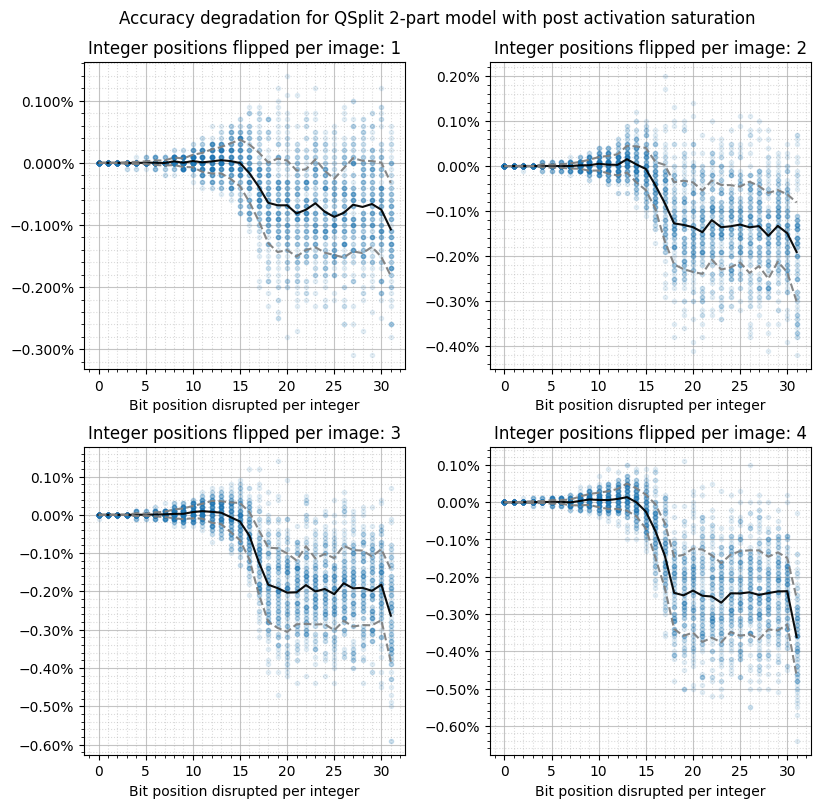 Accuracy degradation for QSplit 2-part model with post activation saturation
Integer positions flipped per image: 1
0.100%
0.000%
−0.100%
−0.200%
−0.300%
0 5 10 15 20 25 30
Bit position disrupted per integer
Integer positions flipped per image: 2
0.20%
0.10%
0.00%
−0.10%
−0.20%
−0.30%
−0.40%
0 5 10 15 20 25 30
Bit position disrupted per integer
Integer positions flipped per image: 3
0.10%
0.00%
−0.10%
−0.20%
−0.30%
−0.40%
−0.50%
−0.60%
0 5 10 15 20 25 30
Bit position disrupted per integer
Integer positions flipped per image: 4
0.10%
0.00%
−0.10%
−0.20%
−0.30%
−0.40%
−0.50%
−0.60%
0 5 10 15 20 25 30
Bit position disrupted per integer